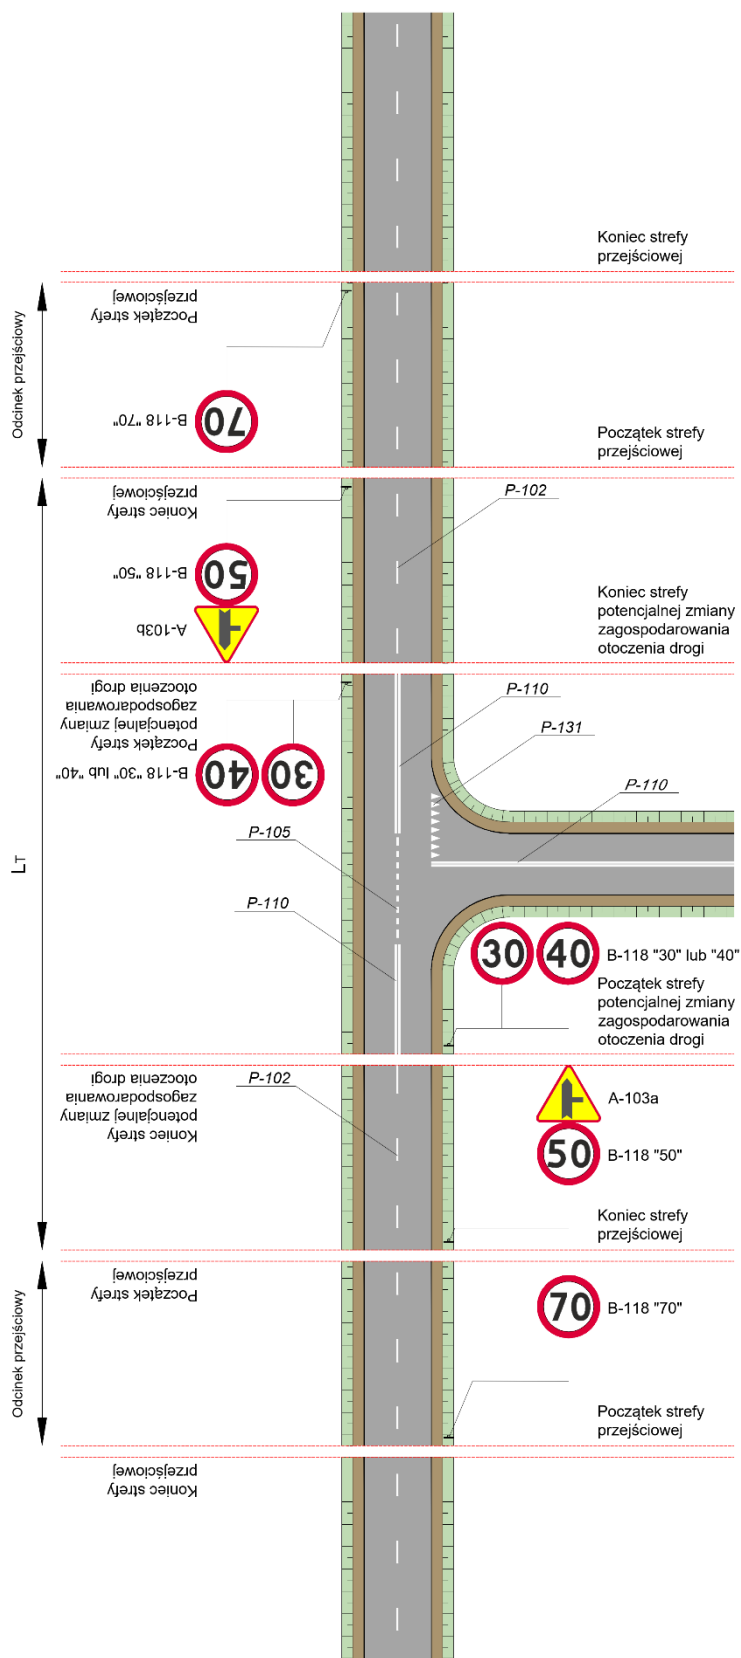 Koniec strefy
przejściowej
Początek strefy
przejściowej
Odcinek przejściowy
70
B-118 "70"
Początek strefy
przejściowej
Koniec strefy
przejściowej
P-102
50
B-118 "50"
A-103b
Koniec strefy
potencjalnej zmiany
zagospodarowania
otoczenia drogi
Początek strefy
potencjalnej zmiany
zagospodarowania
otoczenia drogi
P-110
P-131
40
30
B-118 "30" lub "40"
P-110
P-105
LT
P-110
30
40
B-118 "30" lub "40"
Początek strefy
potencjalnej zmiany
zagospodarowania
otoczenia drogi
Koniec strefy
potencjalnej zmiany
zagospodarowania
otoczenia drogi
P-102
A-103a
50
B-118 "50"
Koniec strefy
przejściowej
Początek strefy
przejściowej
70
B-118 "70"
Odcinek przejściowy
Początek strefy
przejściowej
Koniec strefy
przejściowej